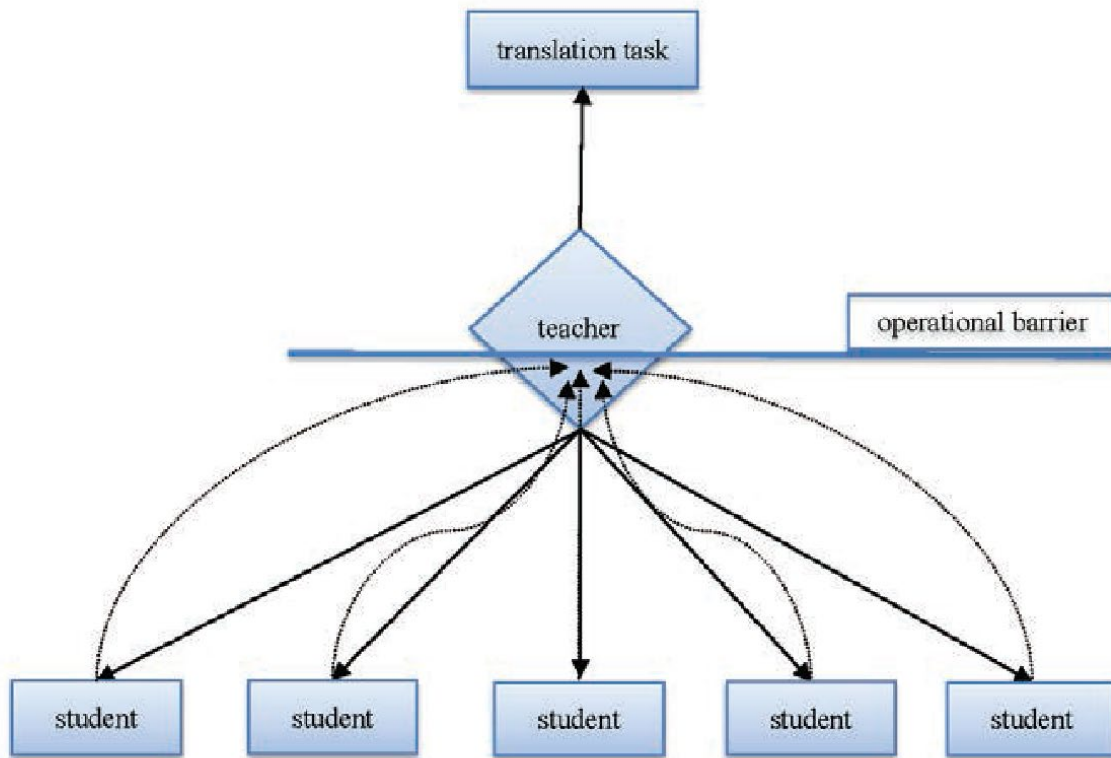 translation task
teacher
operational barrier
student
student
student
student
student